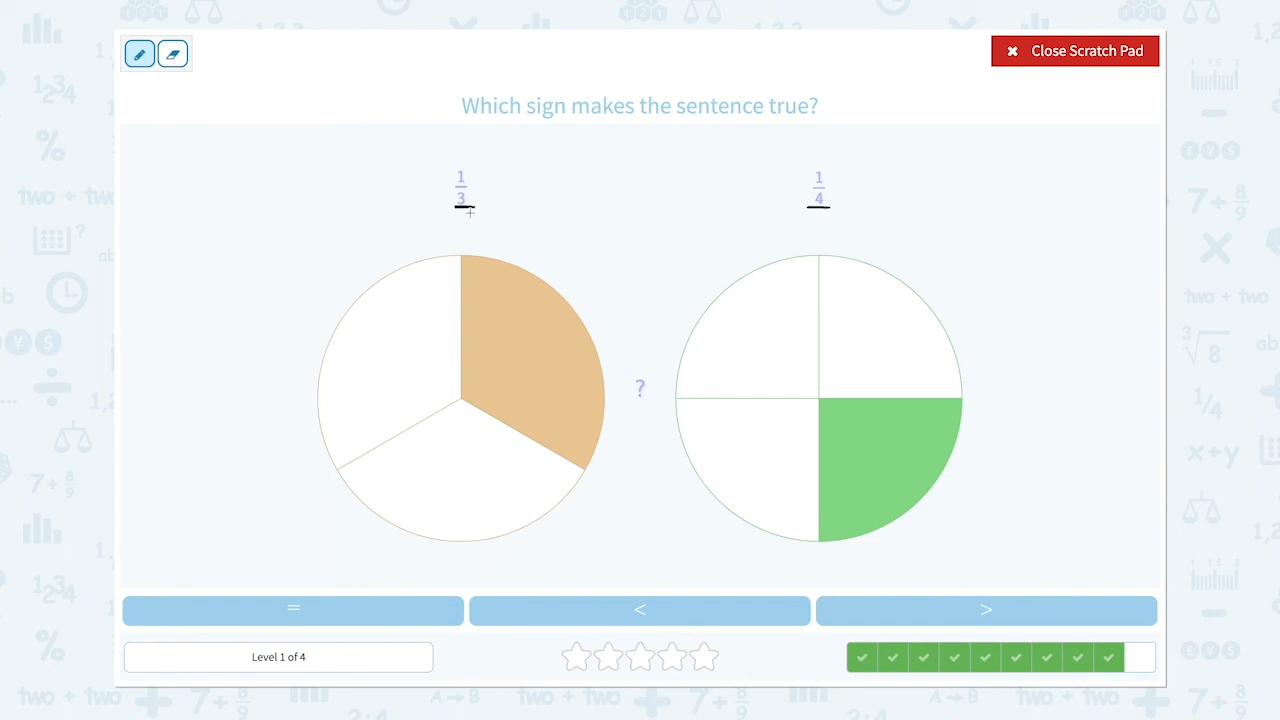 Close Scratch Pad
Which sign makes the sentence true?
1/3
1/4
?
= < >
Level 1 of 4